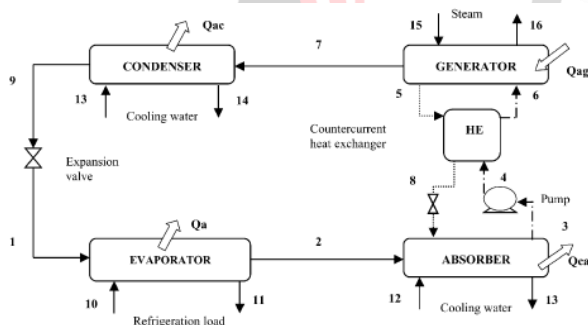 Qac
15
Steam
16
9
CONDENSER
7
GENERATOR
Qag
13
14
5
6
Cooling water
Countercurrent
heat exchanger
HE
Expansion
valve
8
4
Pump
Qa
3
1
EVAPORATOR
2
ABSORBER
Qea
10
11
12
13
Refrigeration load
Cooling water